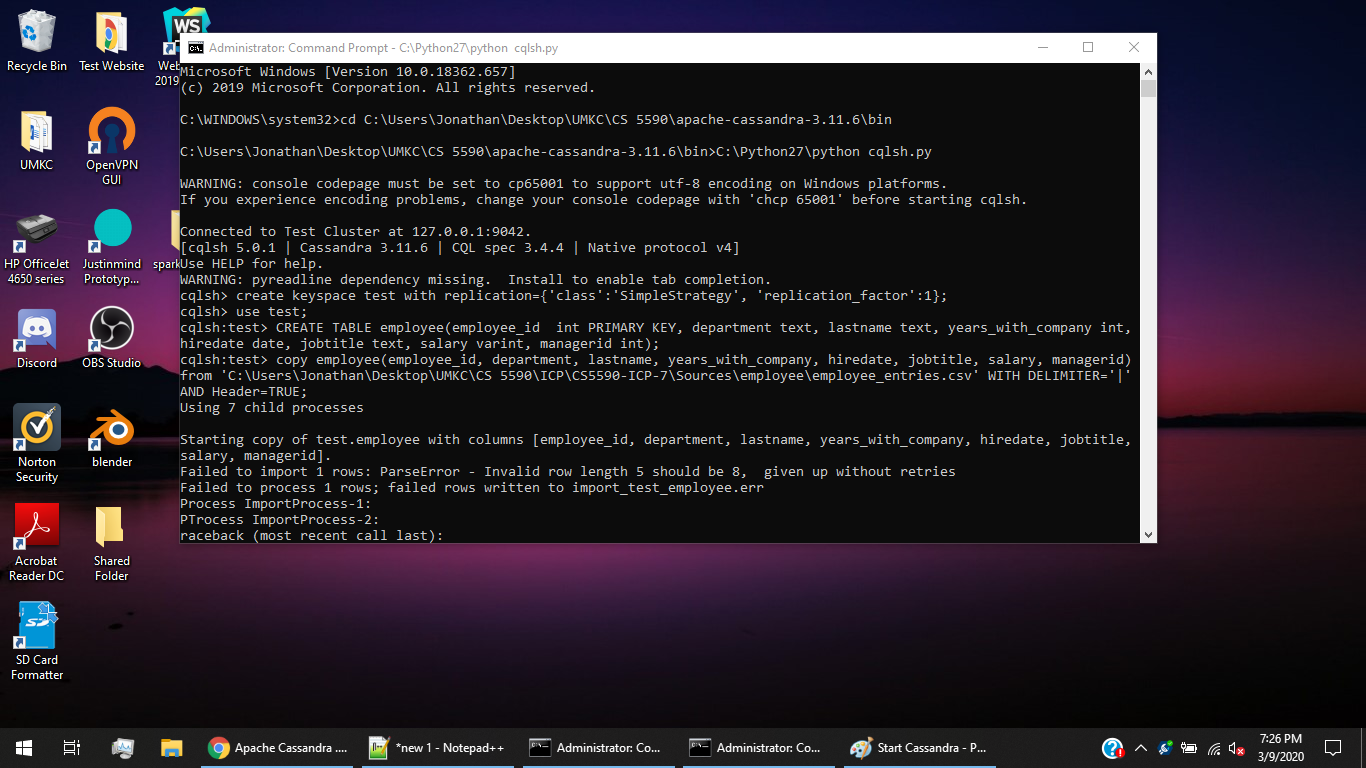 Recycle Bin
Test Website
WS
Web
2019
UMKC
OpenVPN
GUI
HP OfficeJet
4650 series
Justinmind
Prototyp...
spark
Discord
OBS Studio
Norton
Security
blender
Acrobat
Reader DC
Shared
Folder
SD Card
Formatter
Administrator: Command Prompt - C:\Python27\python  cqlsh.py
Microsoft Windows [Version 10.0.18362.657]
(c) 2019 Microsoft Corporation. All rights reserved.
C:\WINDOWS\system32>cd C:\Users\Jonathan\Desktop\UMKC\CS 5590\apache-cassandra-3.11.6\bin
C:\Users\Jonathan\Desktop\UMKC\CS 5590\apache-cassandra-3.11.6\bin>C:\Python27\python cqlsh.py
WARNING: console codepage must be set to cp65001 to support utf-8 encoding on Windows platforms.
If you experience encoding problems, change your console codepage with 'chcp 65001' before starting cqlsh.
Connected to Test Cluster at 127.0.0.1:9042.
[cqlsh 5.0.1 | Cassandra 3.11.6 | CQL spec 3.4.4 | Native protocol v4]
Use HELP for help.
WARNING: pyreadline dependency missing.  Install to enable tab completion.
cqlsh> create keyspace test with replication={'class':'SimpleStrategy', 'replication_factor':1};
cqlsh> use test;
cqlsh:test> CREATE TABLE employee(employee_id  int PRIMARY KEY, department text, lastname text, years_with_company int,
hiredate date, jobtitle text, salary varint, managerid int);
cqlsh:test> copy employee(employee_id, department, lastname, years_with_company, hiredate, jobtitle, salary, managerid)
from 'C:\Users\Jonathan\Desktop\UMKC\CS 5590\ICP\CS5590-ICP-7\Sources\employee\employee_entries.csv' WITH DELIMITER='|'
AND Header=TRUE;
Using 7 child processes
Starting copy of test.employee with columns [employee_id, department, lastname, years_with_company, hiredate, jobtitle,
salary, managerid].
Failed to import 1 rows: ParseError - Invalid row length 5 should be 8,  given up without retries
Failed to process 1 rows; failed rows written to import_test_employee.err
Process ImportProcess-1:
PTrocess ImportProcess-2:
raceback (most recent call last):
Apache Cassandra ....
*new 1 - Notepad++
Administrator: Co...
Administrator: Co...
Start Cassandra - P...
7:26 PM
3/9/2020